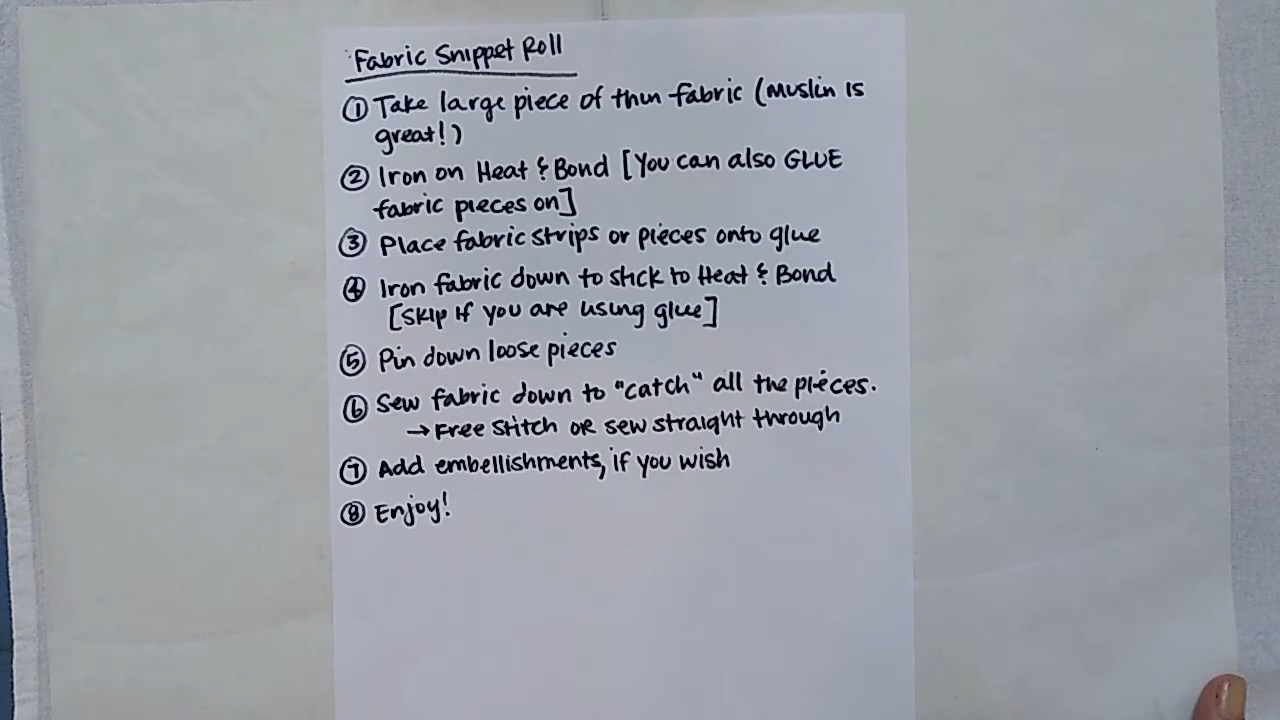 Fabric Snippet Roll
① Take large piece of thin fabric (Muslin is
great!)
② Iron on Heat & Bond [You can also GLUE
fabric pieces on]
③ Place fabric strips or pieces onto glue
④ Iron fabric down to stick to Heat & Bond
[Skip if you are using glue]
⑤ Pin down loose pieces
⑥ Sew fabric down to "catch" all the pieces.
→ Free stitch OR sew straight through
⑦ Add embellishments, if you wish
⑧ Enjoy!